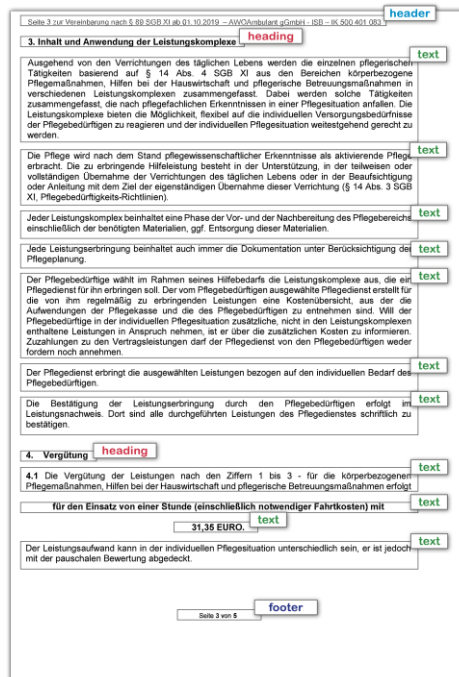 Seite 3 zur Vereinbarung nach § 89 SGB XI ab 01.10.2019 – AWOAmbulant gGmbH - ISB – IK 500 401 083
header
3. Inhalt und Anwendung der Leistungskomplexe
heading
text
Ausgehend von den Verrichtungen des täglichen Lebens werden die einzelnen pflegerischen
Tätigkeiten basierend auf § 14 Abs. 4 SGB XI aus den Bereichen körperbezogene
Pflegemaßnahmen, Hilfen bei der Hauswirtschaft und pflegerische Betreuungsmaßnahmen in
verschiedenen Leistungskomplexen zusammengefasst. Dabei werden solche Tätigkeiten
zusammengefasst, die nach pflegefachlichen Erkenntnissen in einer Pflegesituation anfallen. Die
Leistungskomplexe bieten die Möglichkeit, flexibel auf die individuellen Versorgungsbedürfnisse
der Pflegebedürftigen zu reagieren und der individuellen Pflegesituation weitestgehend gerecht zu
werden.
text
Die Pflege wird nach dem Stand pflegewissenschaftlicher Erkenntnisse als aktivierende Pflege
erbracht. Die zu erbringende Hilfeleistung besteht in der Unterstützung, in der teilweisen oder
vollständigen Übernahme der Verrichtungen des täglichen Lebens oder in der Beaufsichtigung
oder Anleitung mit dem Ziel der eigenständigen Übernahme dieser Verrichtung (§ 14 Abs. 3 SGB
XI, Pflegebedürftigkeits-Richtlinien).
text
Jeder Leistungskomplex beinhaltet eine Phase der Vor- und der Nachbereitung des Pflegebereichs
einschließlich der benötigten Materialien, ggf. Entsorgung dieser Materialien.
text
Jede Leistungserbringung beinhaltet auch immer die Dokumentation unter Berücksichtigung der
Pflegeplanung.
text
Der Pflegebedürftige wählt im Rahmen seines Hilfebedarfs die Leistungskomplexe aus, die ein
Pflegedienst für ihn erbringen soll. Der vom Pflegebedürftigen ausgewählte Pflegedienst erstellt für
die von ihm regelmäßig zu erbringenden Leistungen eine Kostenübersicht, aus der die
Aufwendungen der Pflegekasse und die des Pflegebedürftigen zu entnehmen sind. Will der
Pflegebedürftige in der individuellen Pflegesituation zusätzliche, nicht in den Leistungskomplexen
enthaltene Leistungen in Anspruch nehmen, ist er über die zusätzlichen Kosten zu informieren.
Zuzahlungen zu den Vertragsleistungen darf der Pflegedienst von den Pflegebedürftigen weder
fordern noch annehmen.
text
Der Pflegedienst erbringt die ausgewählten Leistungen bezogen auf den individuellen Bedarf des
Pflegebedürftigen.
text
Die Bestätigung der Leistungserbringung durch den Pflegebedürftigen erfolgt im
Leistungsnachweis. Dort sind alle durchgeführten Leistungen des Pflegedienstes schriftlich zu
bestätigen.
4. Vergütung
heading
text
4.1 Die Vergütung der Leistungen nach den Ziffern 1 bis 3 - für die körperbezogenen
Pflegemaßnahmen, Hilfen bei der Hauswirtschaft und pflegerische Betreuungsmaßnahmen erfolgt
text
für den Einsatz von einer Stunde (einschließlich notwendiger Fahrtkosten) mit
31,35 EURO.
text
text
Der Leistungsaufwand kann in der individuellen Pflegesituation unterschiedlich sein, er ist jedoch
mit der pauschalen Bewertung abgedeckt.
footer
Seite 3 von 5